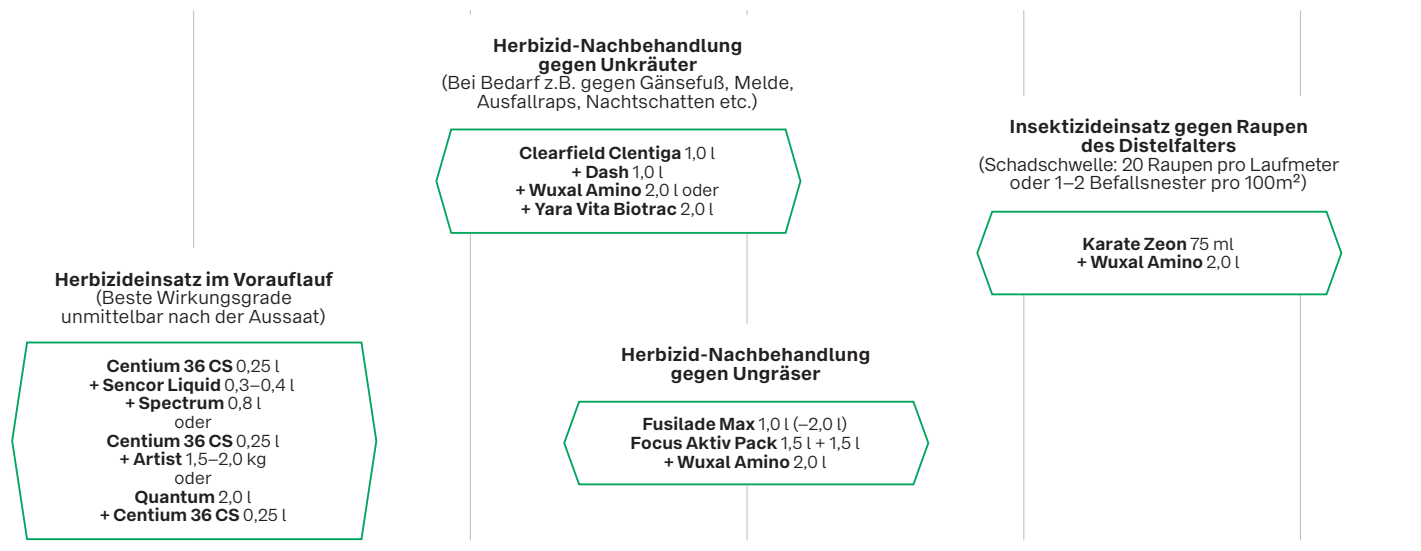 Herbizideinsatz im Vorauflauf
(Beste Wirkungsgrade
unmittelbar nach der Aussaat)
Centium 36 CS 0,25 l
+ Sencor Liquid 0,3–0,4 l
+ Spectrum 0,8 l
oder
Centium 36 CS 0,25 l
+ Artist 1,5–2,0 kg
oder
Quantum 2,0 l
+ Centium 36 CS 0,25 l
Herbizid-Nachbehandlung
gegen Unkräuter
(Bei Bedarf z.B. gegen Gänsefuß, Melde,
Ausfallraps, Nachtschatten etc.)
Clearfield Clentiga 1,0 l
+ Dash 1,0 l
+ Wuxal Amino 2,0 l oder
+ Yara Vita Biotrac 2,0 l
Herbizid-Nachbehandlung
gegen Ungräser
Fusilade Max 1,0 l (–2,0 l)
Focus Aktiv Pack 1,5 l + 1,5 l
+ Wuxal Amino 2,0 l
Insektizideinsatz gegen Raupen
des Distelfalters
(Schadschwelle: 20 Raupen pro Laufmeter
oder 1–2 Befallsnester pro 100m²)
Karate Zeon 75 ml
+ Wuxal Amino 2,0 l